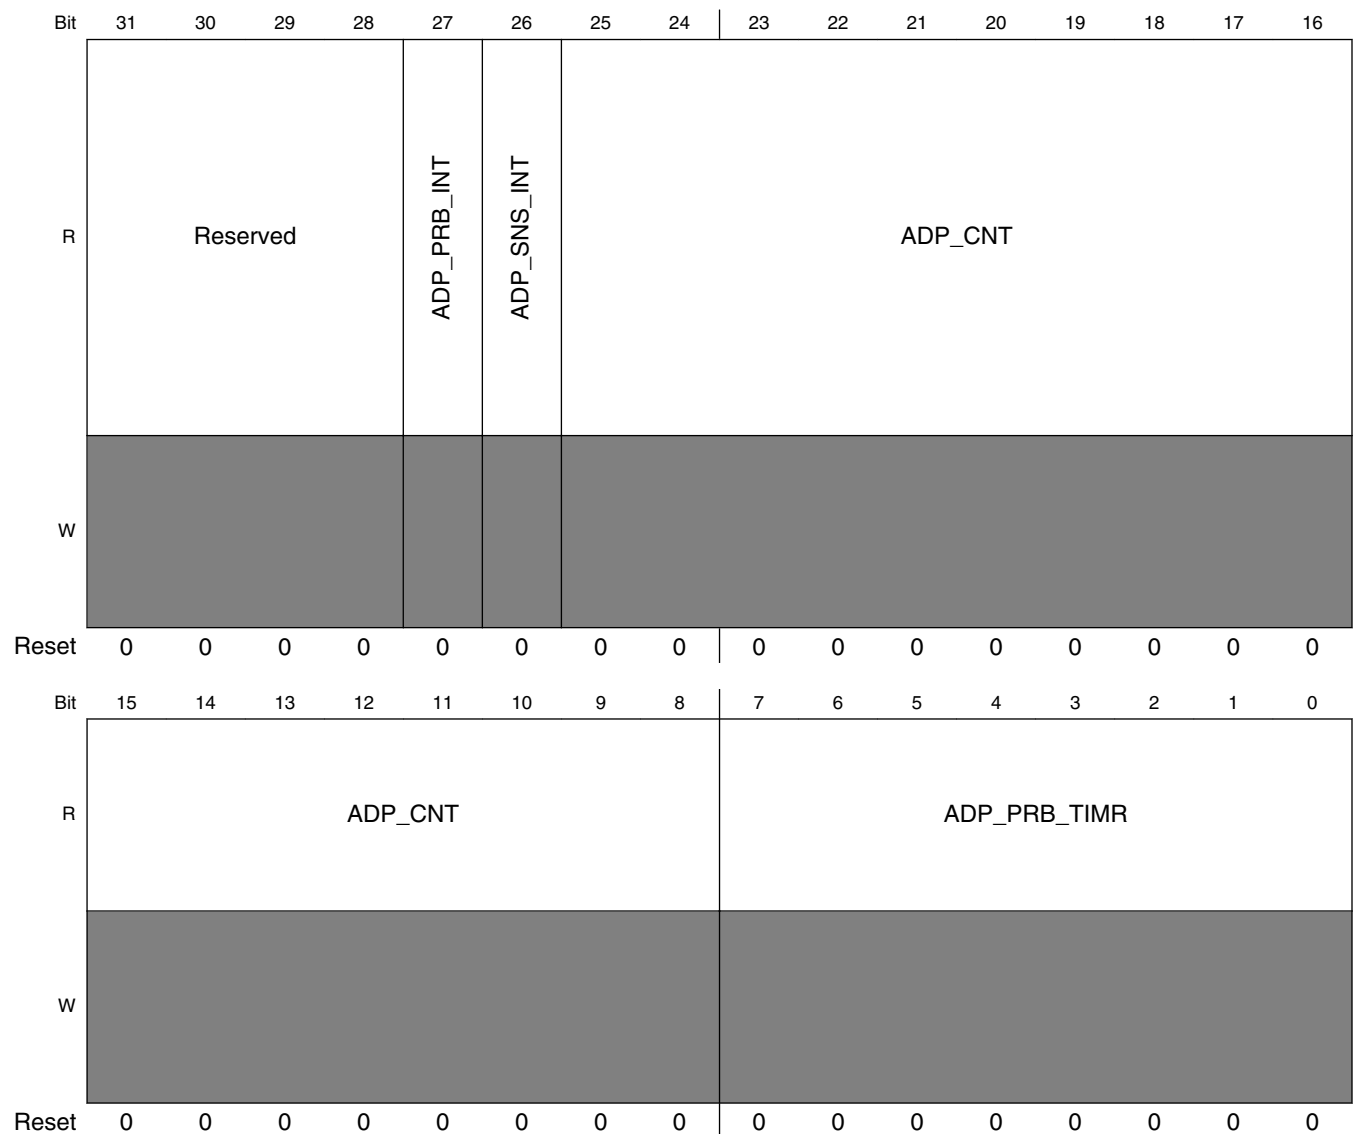 Bit 31 30 29 28 27 26 25 24 23 22 21 20 19 18 17 16
R Reserved ADP_PRB_INT ADP_SNS_INT ADP_CNT
W
Reset 0 0 0 0 0 0 0 0 0 0 0 0 0 0 0 0
Bit 15 14 13 12 11 10 9 8 7 6 5 4 3 2 1 0
R ADP_CNT ADP_PRB_TIMR
W
Reset 0 0 0 0 0 0 0 0 0 0 0 0 0 0 0 0